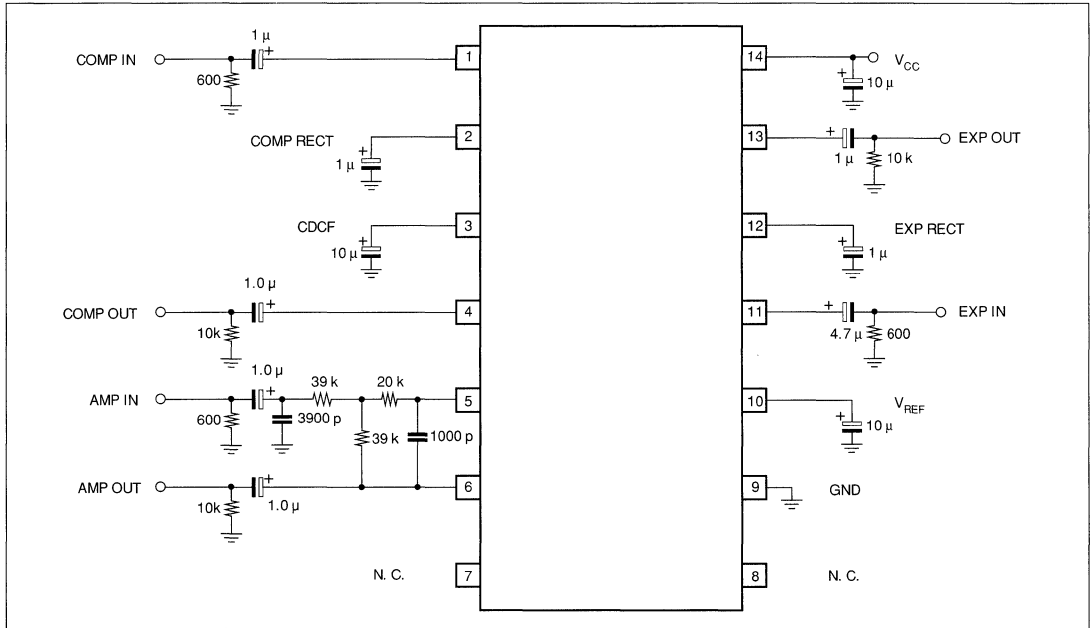 1 µ
+
COMP IN
1
600
COMP RECT
2
+
1 µ
CDCF
3
+
10 µ
1.0 µ
+
COMP OUT
4
10k
1.0 µ
39 k
20 k
+
AMP IN
5
600
3900 p
39 k
1000 p
AMP OUT
+
6
10k
1.0 µ
N. C.
7
14
VCC
+
10 µ
13
+
EXP OUT
1 µ
10 k
12
EXP RECT
+
1 µ
11
+
EXP IN
4.7 µ
600
10
VREF
+
10 µ
9
GND
8
N. C.